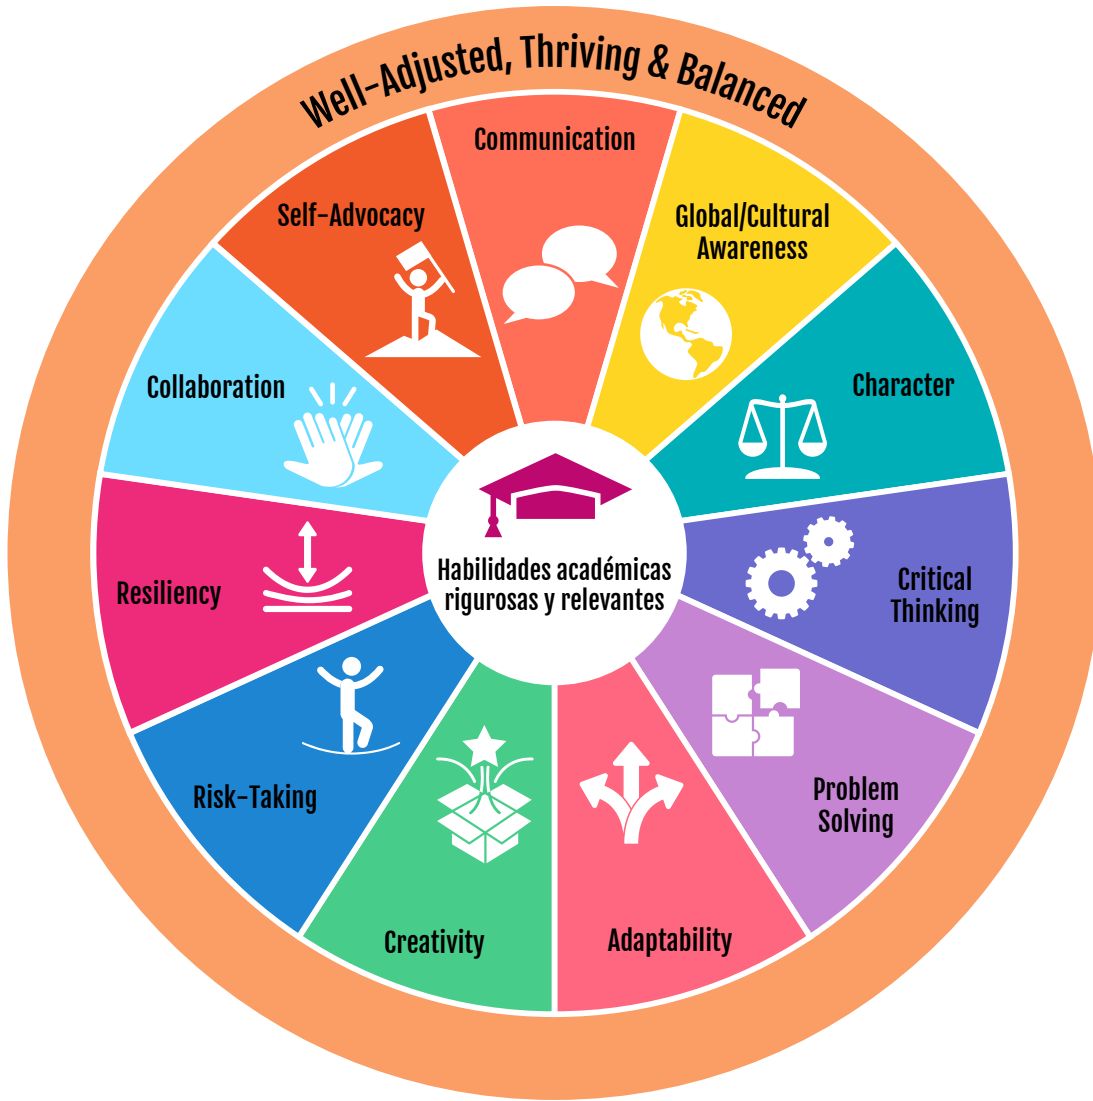 Well-Adjusted, Thriving & Balanced
Communication
Global/Cultural
Awareness
Character
Critical
Thinking
Problem
Solving
Adaptability
Creativity
Risk-Taking
Resiliency
Collaboration
Self-Advocacy
Habilidades académicas
rigurosas y relevantes